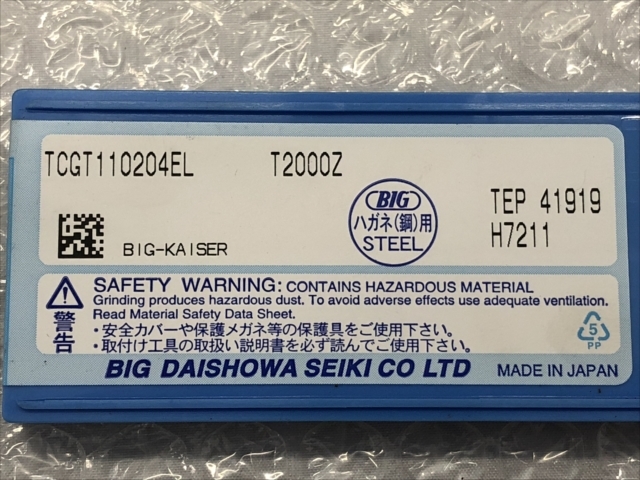 TCGT110204EL T2000Z
BIG
ハガネ(鋼)用
STEEL
TEP 41919
H7211
BIG-KAISER
SAFETY WARNING: CONTAINS HAZARDOUS MATERIAL
Grinding produces hazardous dust. To avoid adverse effects use adequate ventilation.
Read Material Safety Data Sheet.
警告
・安全カバーや保護メガネ等の保護具をご使用下さい。
・取付け工具の取扱い説明書を必ず読んでご使用下さい。
5
PP
BIG DAISHOWA SEIKI CO LTD
MADE IN JAPAN